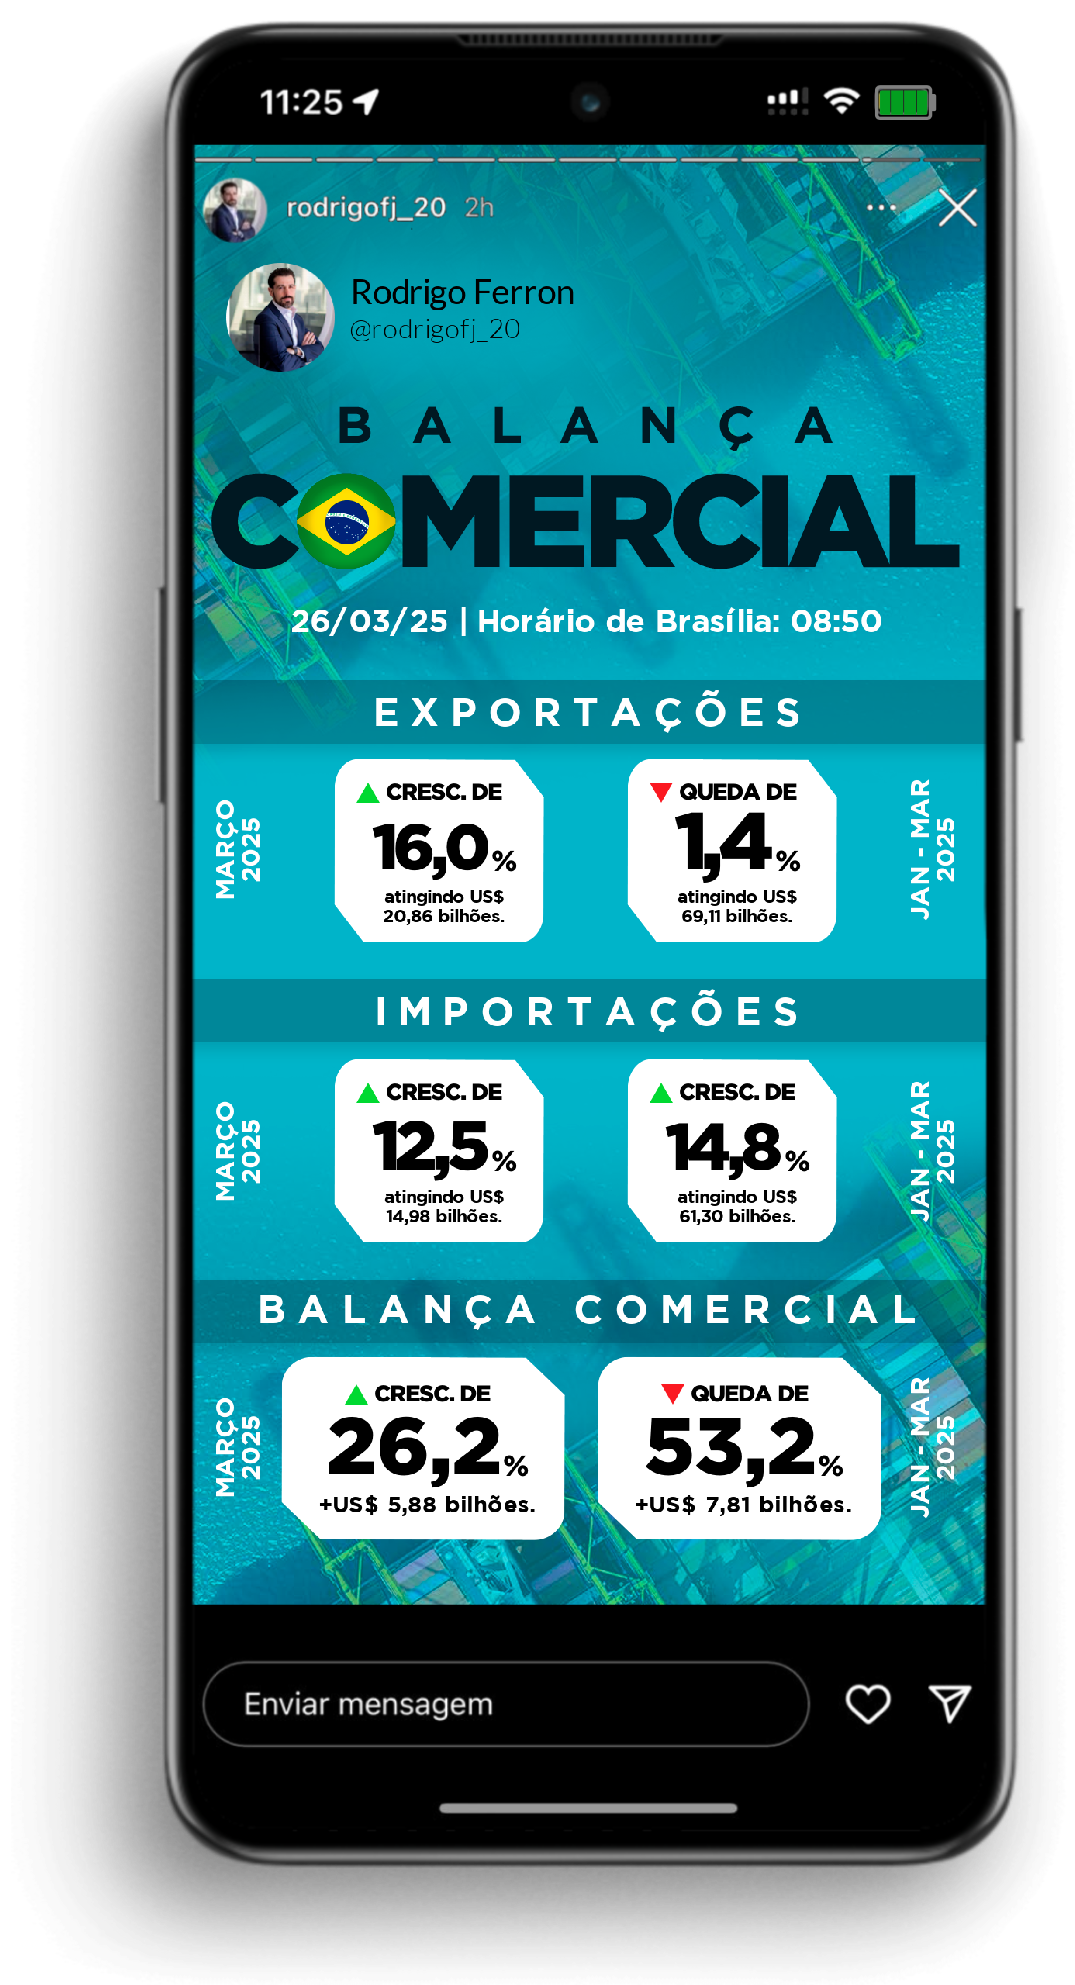 11:25
rodrigofj_20 2h
Rodrigo Ferron
@rodrigofj_20
BALANÇA
COMERCIAL
26/03/25 | Horário de Brasília: 08:50
EXPORTAÇÕES
MARÇO
2025
CRESC. DE
16,0%
atingindo US$
20,86 bilhões.
QUEDA DE
1,4%
atingindo US$
69,11 bilhões.
JAN - MAR
2025
IMPORTAÇÕES
MARÇO
2025
CRESC. DE
12,5%
atingindo US$
14,98 bilhões.
CRESC. DE
14,8%
atingindo US$
61,30 bilhões.
JAN - MAR
2025
BALANÇA COMERCIAL
MARÇO
2025
CRESC. DE
26,2%
+US$ 5,88 bilhões.
QUEDA DE
53,2%
+US$ 7,81 bilhões.
JAN - MAR
2025
Enviar mensagem